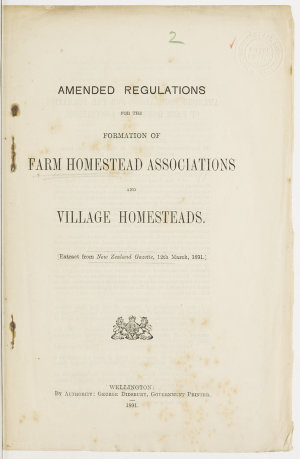 2
AMENDED REGULATIONS
FOR THE
FORMATION OF
FARM HOMESTEAD ASSOCIATIONS
AND
VILLAGE HOMESTEADS.
[Extract from New Zealand Gazette, 12th March, 1891.]
WELLINGTON:
BY AUTHORITY: GEORGE DIDSBURY, GOVERNMENT PRINTER.
1891.